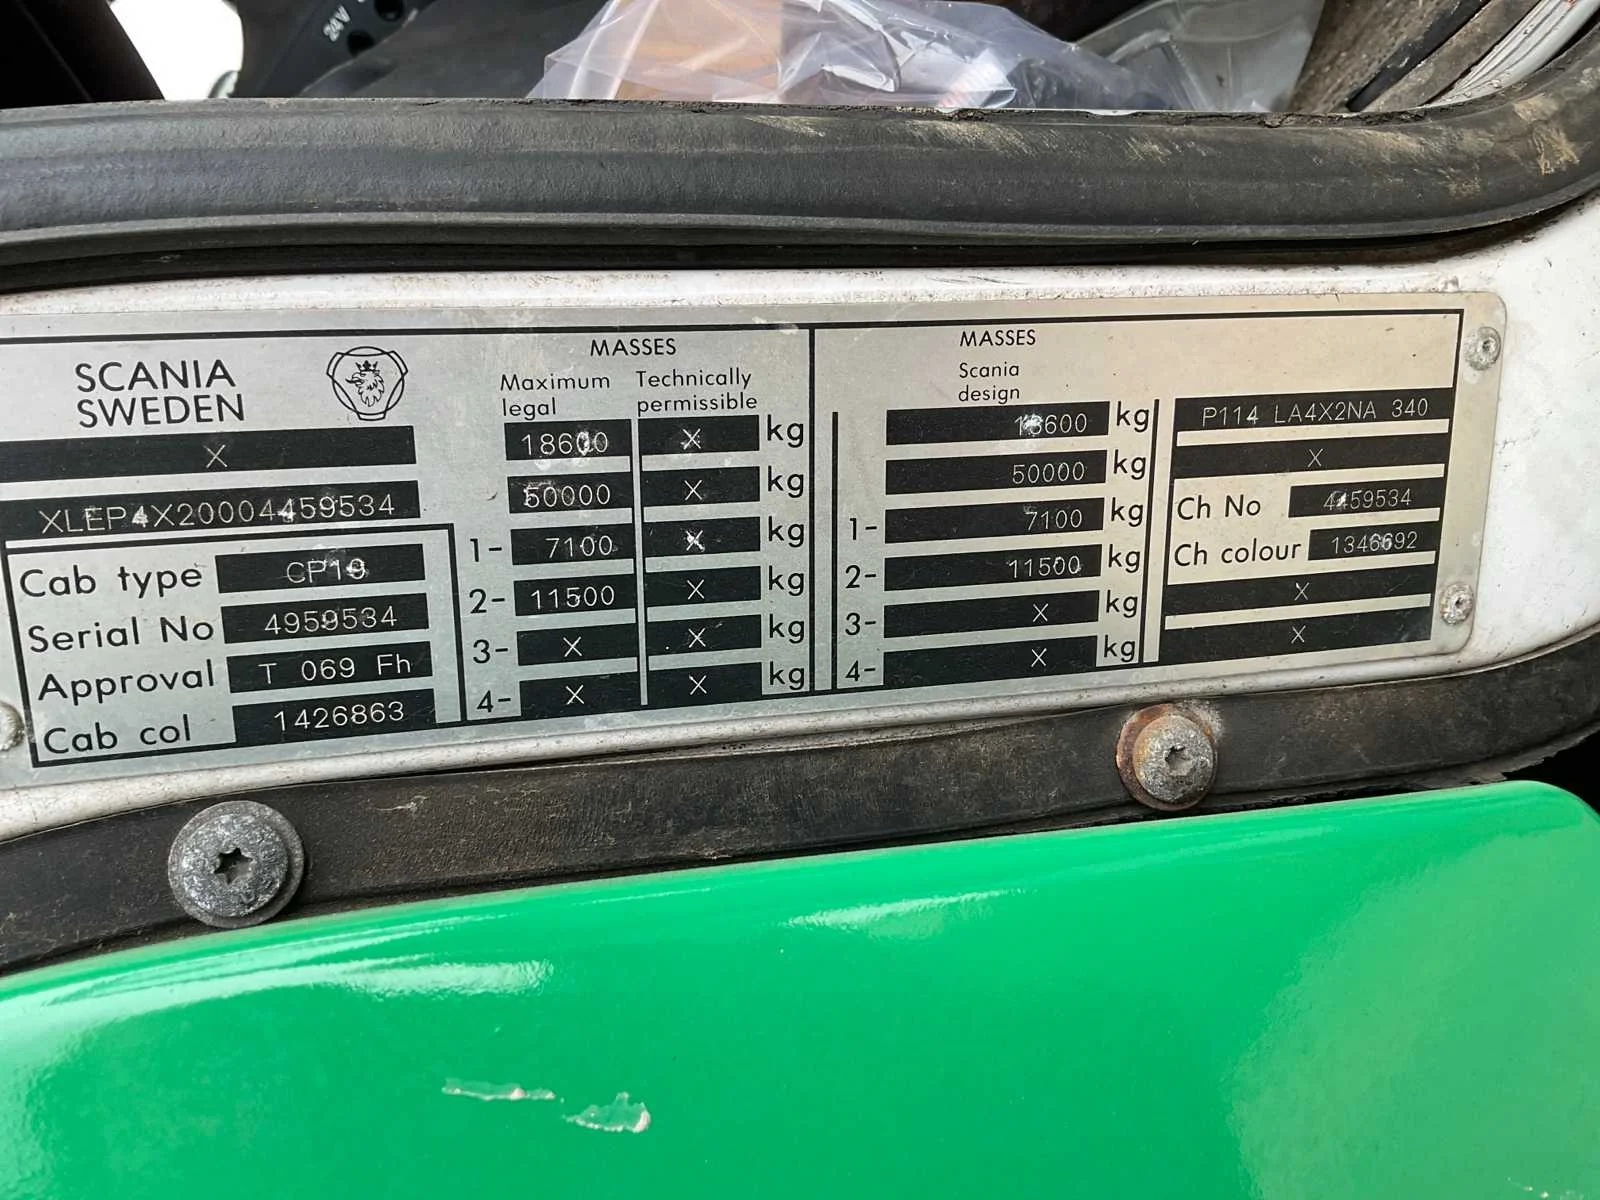 24V
SCANIA
SWEDEN
X
XLEP4X20004459534
Cab type CP19
Serial No 4959534
Approval T 069 Fh
Cab col 1426863
MASSES
Maximum legal Technically permissible
18600 X kg
50000 X kg
1- 7100 X kg
2- 11500 X kg
3- X X kg
4- X X kg
MASSES
Scania
design
18600 kg
50000 kg
1- 7100 kg
2- 11500 kg
3- X kg
4- X kg
P114 LA4X2NA 340
X
Ch No 4459534
Ch colour 1346692
X
X